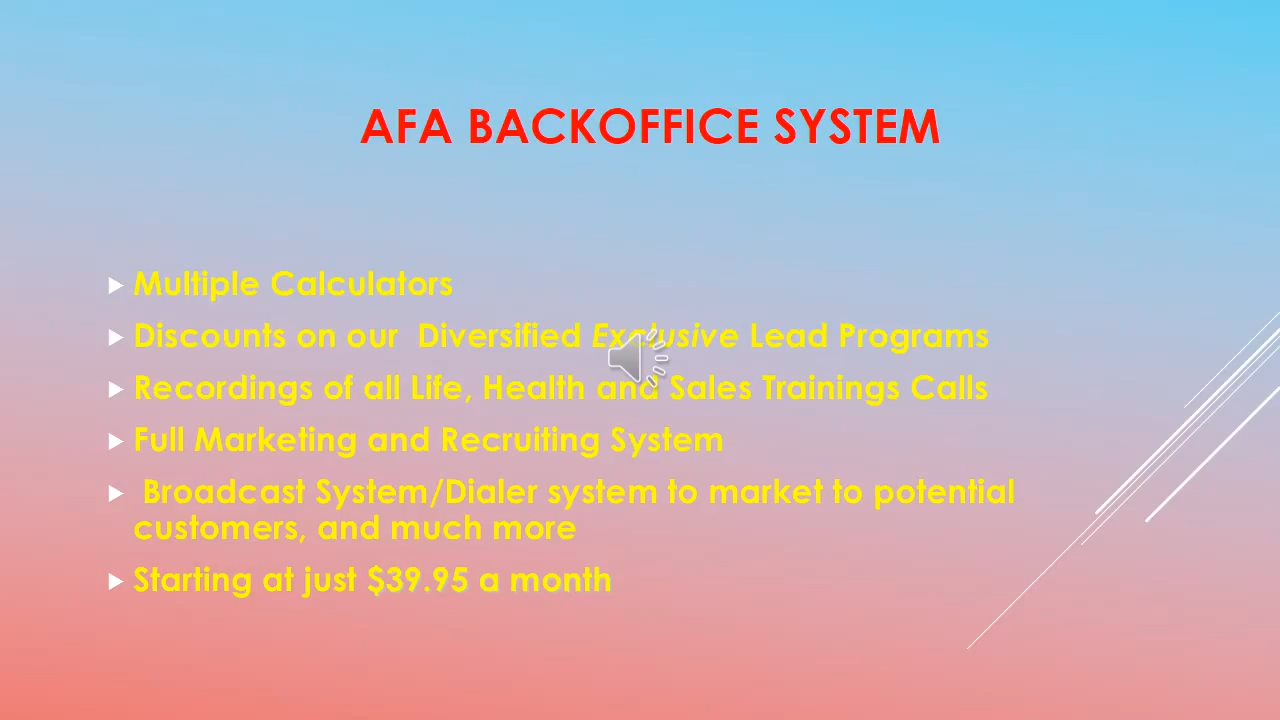 AFA BACKOFFICE SYSTEM
Multiple Calculators
Discounts on our  Diversified Exclusive Lead Programs
Recordings of all Life, Health and Sales Trainings Calls
Full Marketing and Recruiting System
Broadcast System/Dialer system to market to potential
customers, and much more
Starting at just $39.95 a month